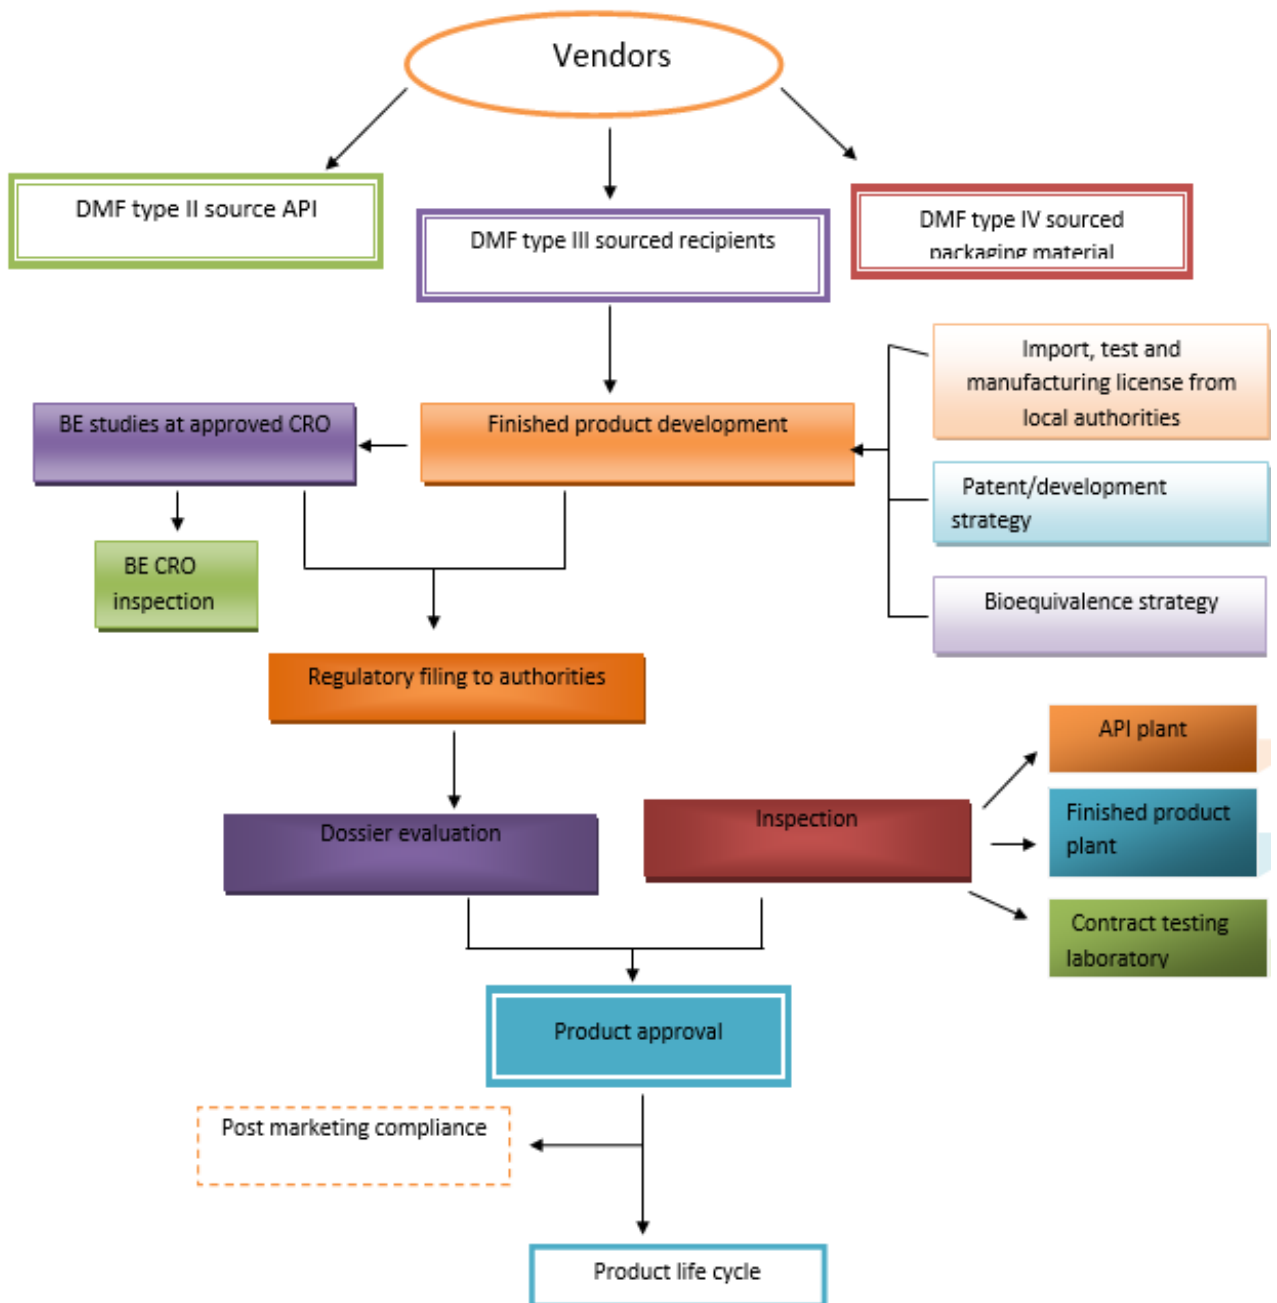 Vendors
DMF type II source API
DMF type III sourced recipients
DMF type IV sourced
packaging material
Import, test and
manufacturing license from
local authorities
BE studies at approved CRO
Finished product development
Patent/development
strategy
BE CRO
inspection
Bioequivalence strategy
Regulatory filing to authorities
API plant
Dossier evaluation
Inspection
Finished product
plant
Contract testing
laboratory
Product approval
Post marketing compliance
Product life cycle